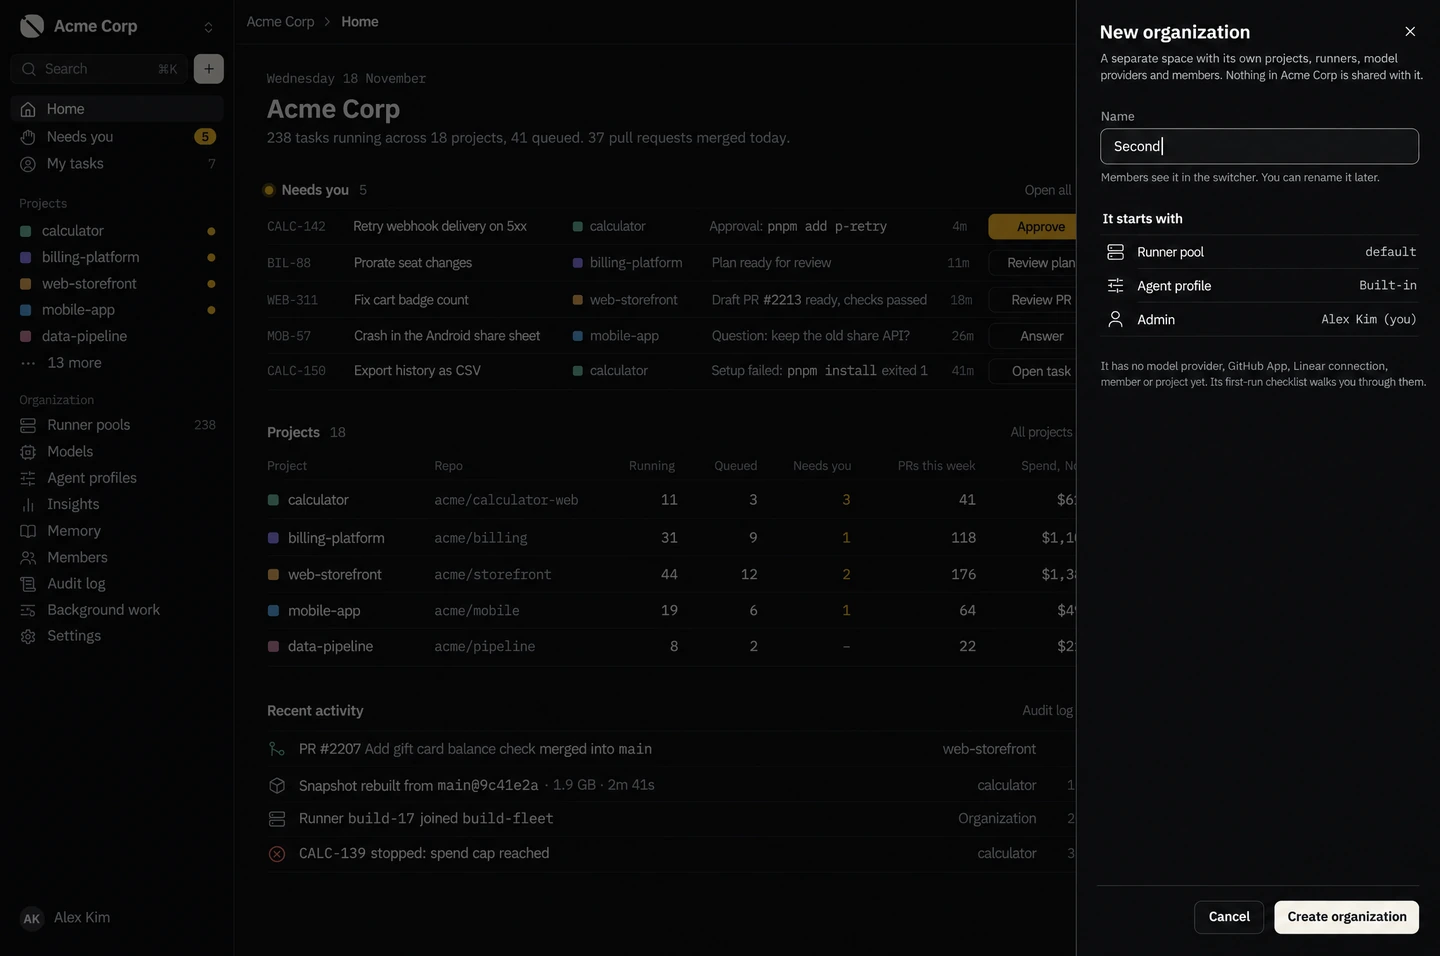 Acme Corp
Search ⌘K +
Home
Needs you 5
My tasks 7
Projects
calculator
billing-platform
web-storefront
mobile-app
data-pipeline
··· 13 more
Organization
Runner pools 238
Models
Agent profiles
Insights
Memory
Members
Audit log
Background work
Settings
AK Alex Kim
Acme Corp > Home
Wednesday 18 November
Acme Corp
238 tasks running across 18 projects, 41 queued. 37 pull requests merged today.
Needs you 5 Open all
CALC-142 Retry webhook delivery on 5xx calculator Approval: pnpm add p-retry 4m Approve
BIL-88 Prorate seat changes billing-platform Plan ready for review 11m Review plan
WEB-311 Fix cart badge count web-storefront Draft PR #2213 ready, checks passed 18m Review PR
MOB-57 Crash in the Android share sheet mobile-app Question: keep the old share API? 26m Answer
CALC-150 Export history as CSV calculator Setup failed: pnpm install exited 1 41m Open task
Projects 18 All projects
Project Repo Running Queued Needs you PRs this week Spend,
calculator acme/calculator-web 11 3 3 41
billing-platform acme/billing 31 9 1 118
web-storefront acme/storefront 44 12 2 176
mobile-app acme/mobile 19 6 1 64
data-pipeline acme/pipeline 8 2 – 22
Recent activity Audit log
PR #2207 Add gift card balance check merged into main web-storefront
Snapshot rebuilt from main@9c41e2a · 1.9 GB · 2m 41s calculator
Runner build-17 joined build-fleet Organization
CALC-139 stopped: spend cap reached calculator
New organization
A separate space with its own projects, runners, model
providers and members. Nothing in Acme Corp is shared with it.
Name
Second
Members see it in the switcher. You can rename it later.
It starts with
Runner pool default
Agent profile Built-in
Admin Alex Kim (you)
It has no model provider, GitHub App, Linear connection,
member or project yet. Its first-run checklist walks you through them.
Cancel Create organization